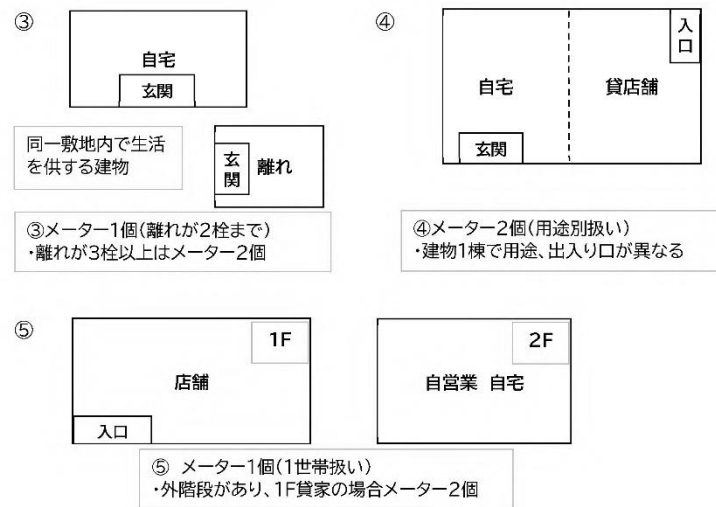 ③
自宅
玄関
同一敷地内で生活
を供する建物
玄関
離れ
③メーター1個(離れが2栓まで)
・離れが3栓以上はメーター2個
④
入口
自宅
貸店舗
玄関
④メーター2個(用途別扱い)
・建物1棟で用途、出入り口が異なる
⑤
1F
店舗
入口
2F
自営業 自宅
⑤ メーター1個(1世帯扱い)
・外階段があり、1F貸家の場合メーター2個